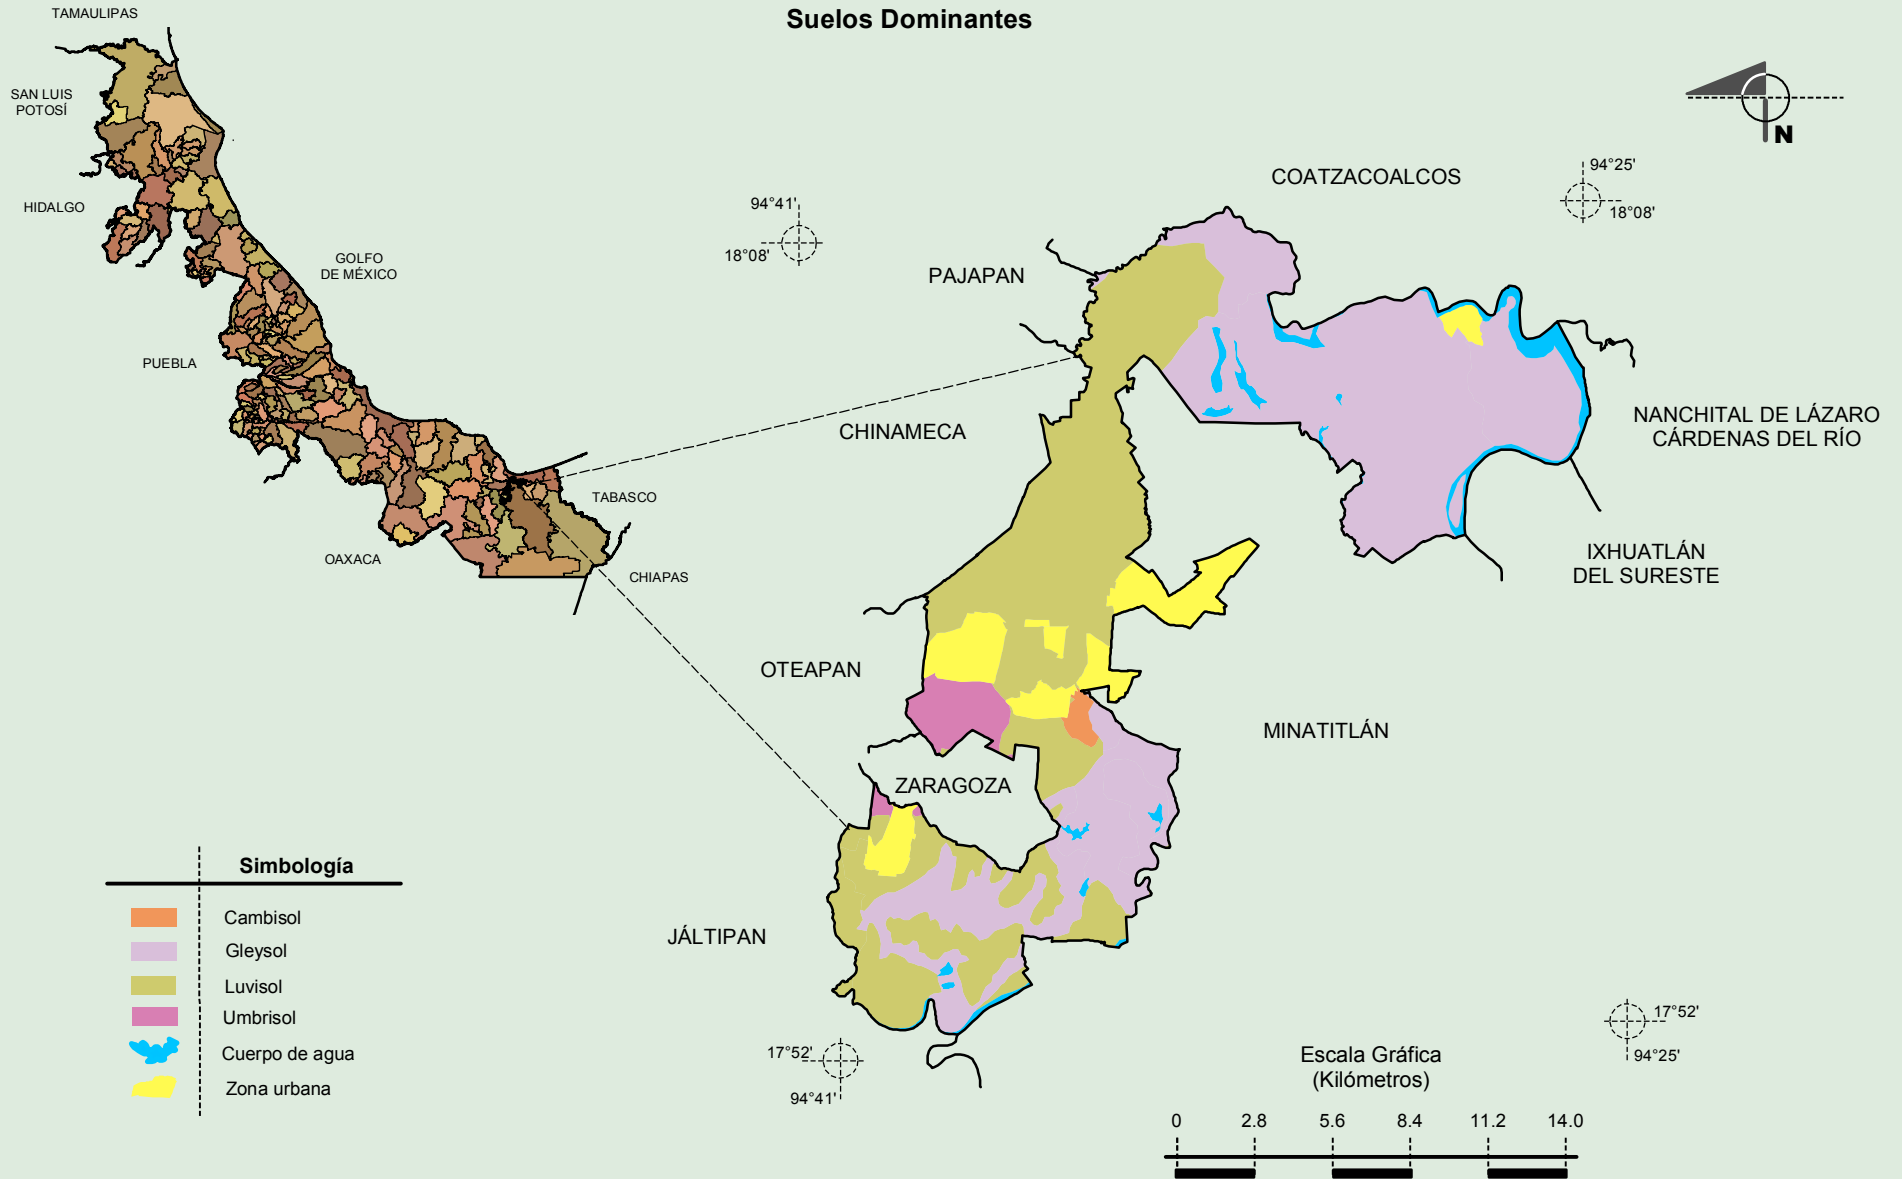 Suelos Dominantes
TAMAULIPAS
SAN LUIS
POTOSÍ
HIDALGO
GOLFO
DE MÉXICO
PUEBLA
OAXACA
TABASCO
CHIAPAS
N
94°41'
18°08'
94°25'
18°08'
COATZACOALCOS
PAJAPAN
CHINAMECA
NANCHITAL DE LÁZARO
CÁRDENAS DEL RÍO
IXHUATLÁN
DEL SURESTE
OTEAPAN
MINATITLÁN
ZARAGOZA
JÁLTIPAN
17°52'
94°41'
17°52'
94°25'
Simbología
Cambisol
Gleysol
Luvisol
Umbrisol
Cuerpo de agua
Zona urbana
Escala Gráfica
(Kilómetros)
0 2.8 5.6 8.4 11.2 14.0